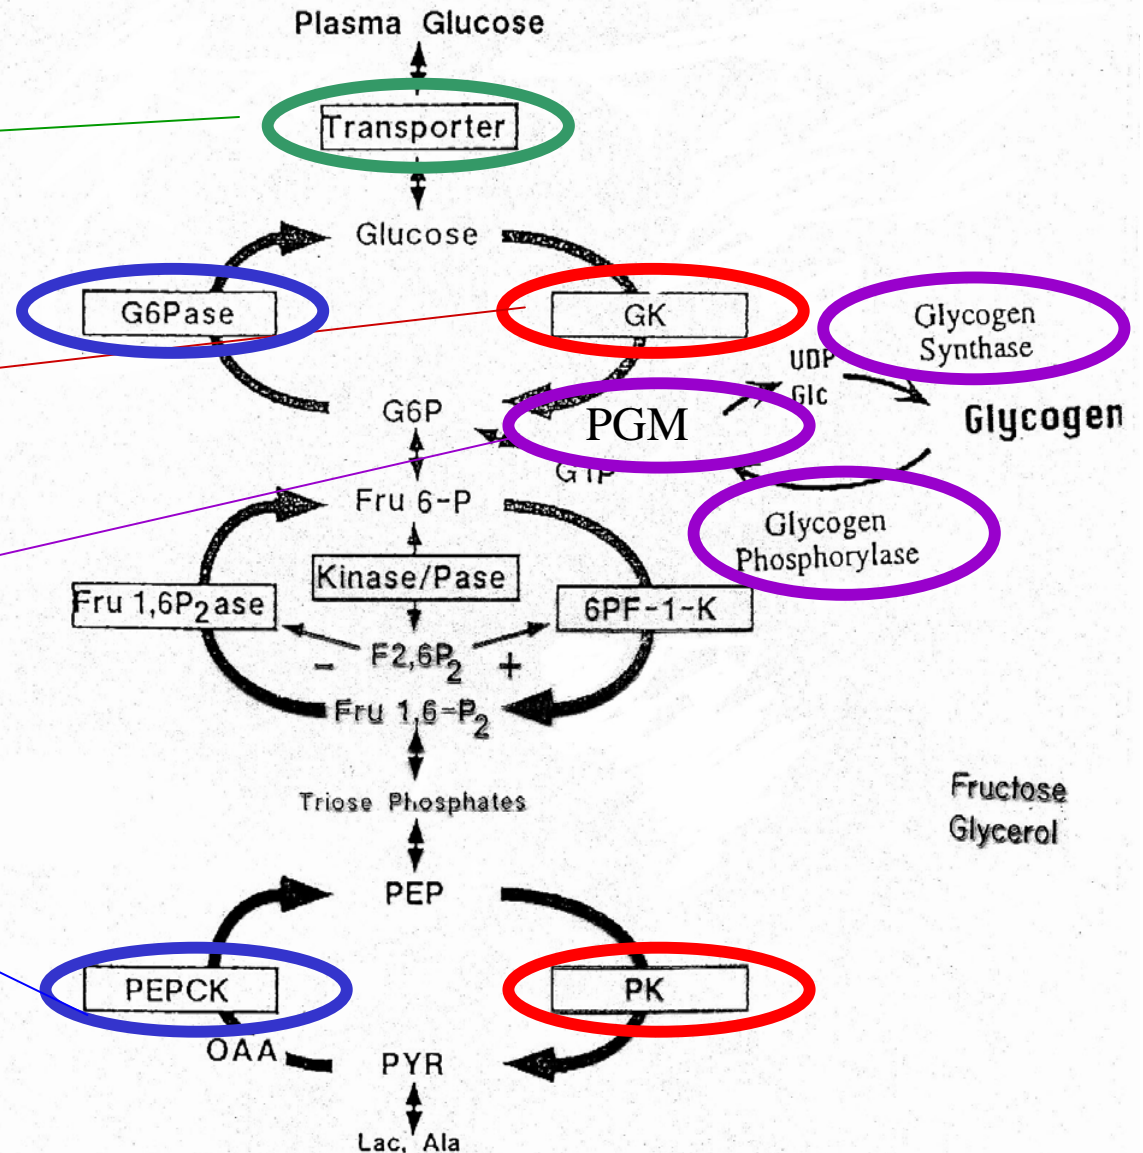 Plasma Glucose
Transporter
Glucose
G6Pase
GK
Glycogen
Synthase
UDP
Glc
G6P
PGM
Glycogen
G1P
Fru 6-P
Glycogen
Phosphorylase
Kinase/Pase
Fru 1,6P₂ase
6PF-1-K
- F2,6P₂ +
Fru 1,6-P₂
Triose Phosphates
Fructose
Glycerol
PEP
PEPCK
PK
OAA
PYR
Lac, Ala